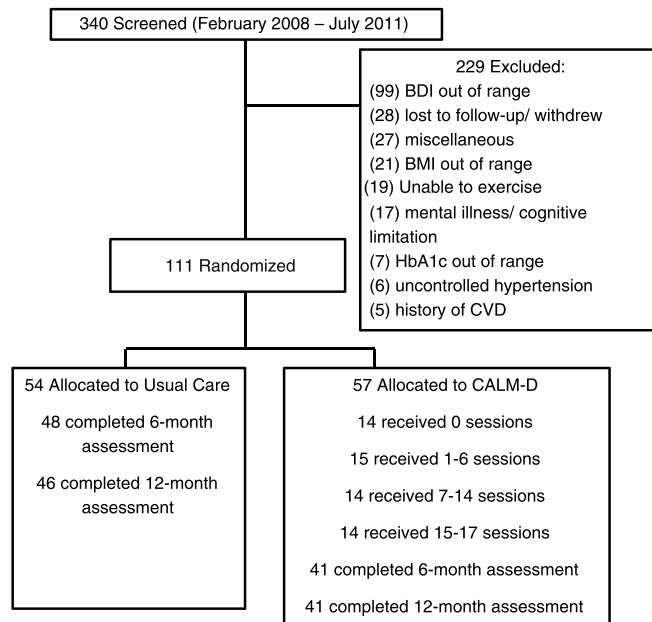 340 Screened (February 2008 – July 2011)
229 Excluded:
(99) BDI out of range
(28) lost to follow-up/ withdrew
(27) miscellaneous
(21) BMI out of range
(19) Unable to exercise
(17) mental illness/ cognitive
limitation
(7) HbA1c out of range
(6) uncontrolled hypertension
(5) history of CVD
111 Randomized
54 Allocated to Usual Care
48 completed 6-month
assessment
46 completed 12-month
assessment
57 Allocated to CALM-D
14 received 0 sessions
15 received 1-6 sessions
14 received 7-14 sessions
14 received 15-17 sessions
41 completed 6-month assessment
41 completed 12-month assessment